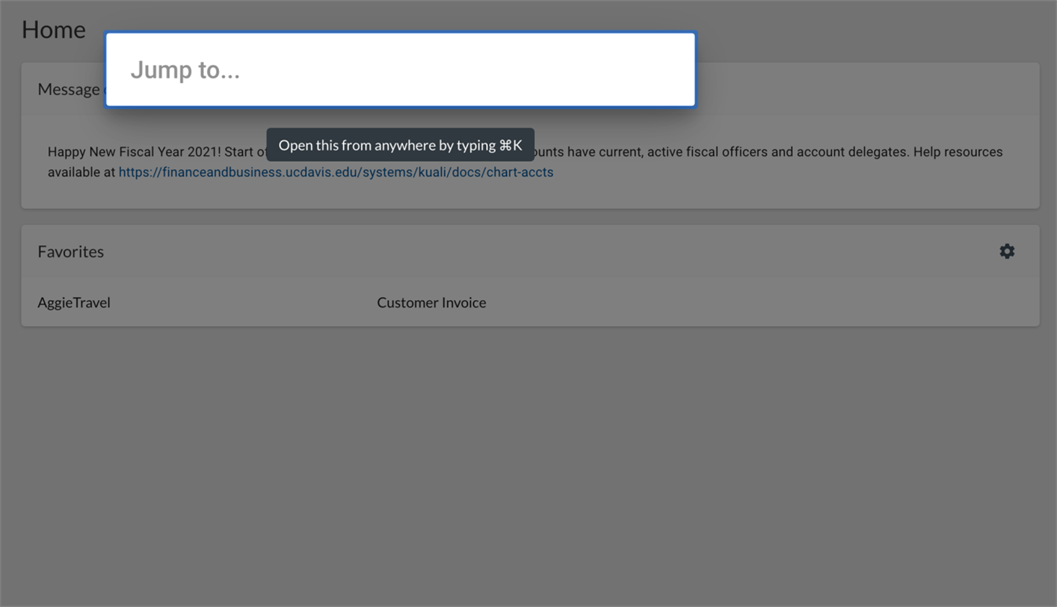 Home
Jump to...
Message
Open this from anywhere by typing ⌘K
Happy New Fiscal Year 2021! Start of ounts have current, active fiscal officers and account delegates. Help resources
available at https://financeandbusiness.ucdavis.edu/systems/kuali/docs/chart-accts
Favorites
AggieTravel Customer Invoice